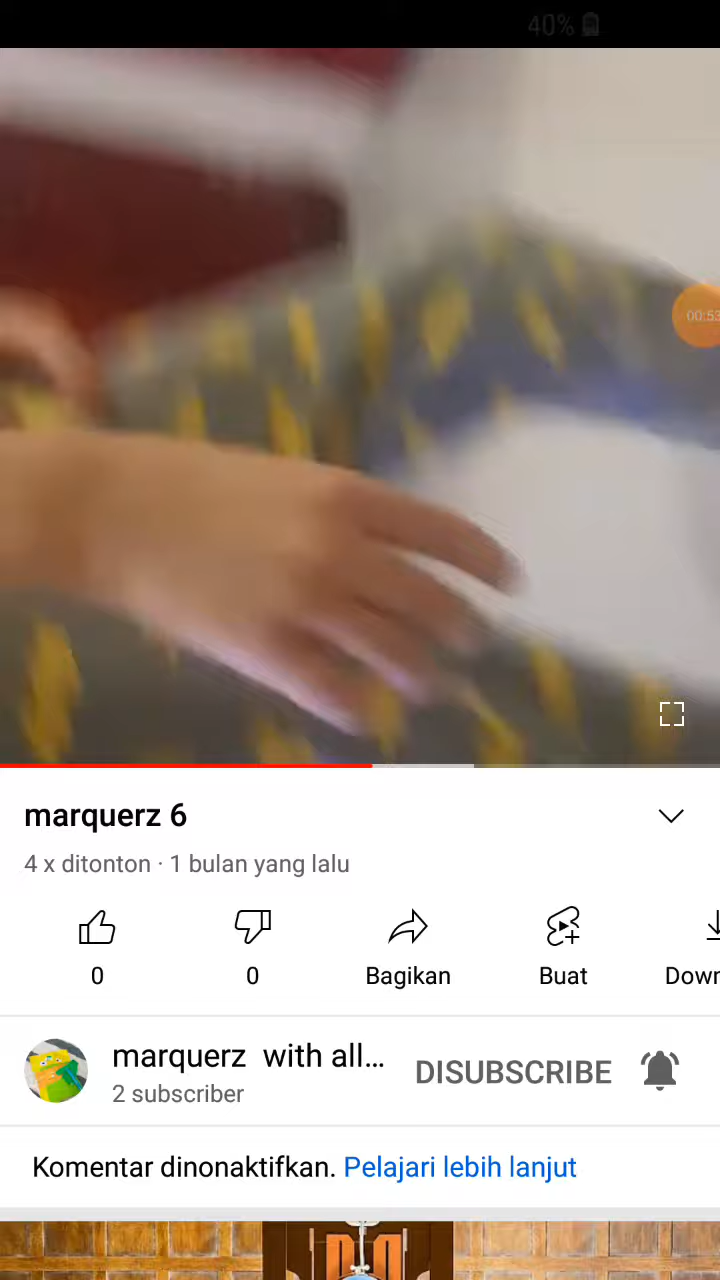 40%
00:53
marquerz 6
4 x ditonton · 1 bulan yang lalu
0
0
Bagikan
Buat
Down
marquerz with all...
DISUBSCRIBE
2 subscriber
Komentar dinonaktifkan. Pelajari lebih lanjut